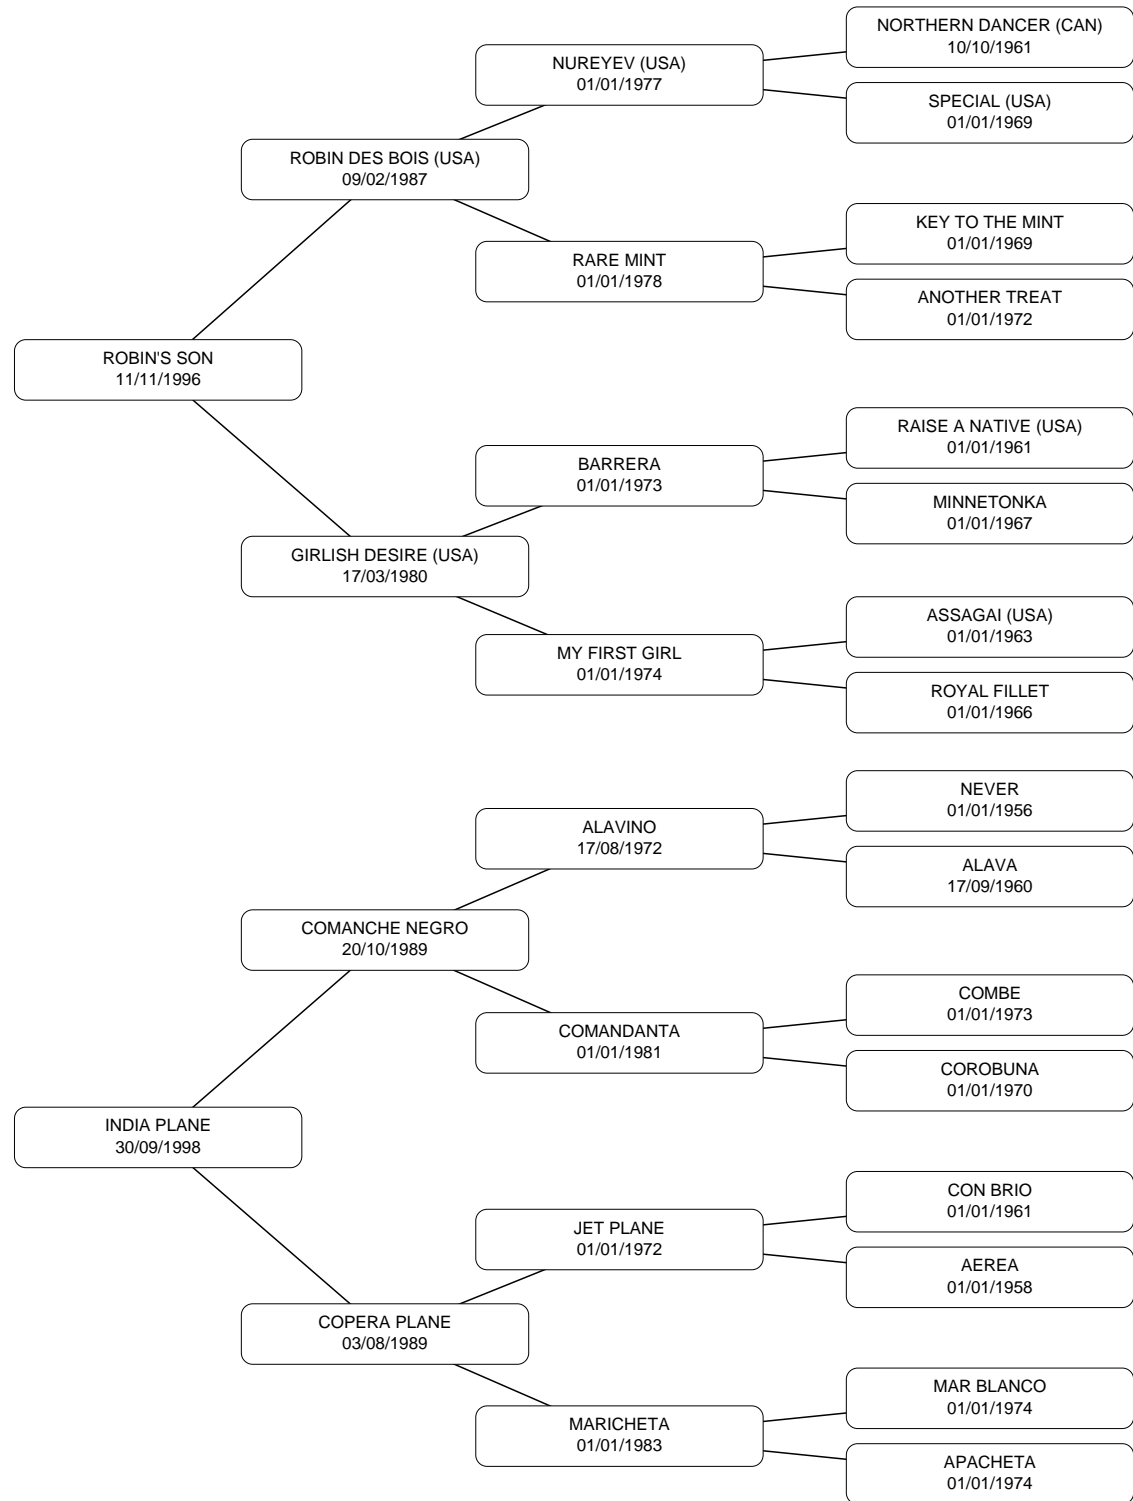 NORTHERN DANCER (CAN)
10/10/1961
NUREYEV (USA)
01/01/1977
SPECIAL (USA)
01/01/1969
ROBIN DES BOIS (USA)
09/02/1987
KEY TO THE MINT
01/01/1969
RARE MINT
01/01/1978
ANOTHER TREAT
01/01/1972
ROBIN'S SON
11/11/1996
RAISE A NATIVE (USA)
01/01/1961
BARRERA
01/01/1973
MINNETONKA
01/01/1967
GIRLISH DESIRE (USA)
17/03/1980
ASSAGAI (USA)
01/01/1963
MY FIRST GIRL
01/01/1974
ROYAL FILLET
01/01/1966
NEVER
01/01/1956
ALAVINO
17/08/1972
ALAVA
17/09/1960
COMANCHE NEGRO
20/10/1989
COMBE
01/01/1973
COMANDANTA
01/01/1981
COROBUNA
01/01/1970
INDIA PLANE
30/09/1998
CON BRIO
01/01/1961
JET PLANE
01/01/1972
AEREA
01/01/1958
COPERA PLANE
03/08/1989
MAR BLANCO
01/01/1974
MARICHETA
01/01/1983
APACHETA
01/01/1974